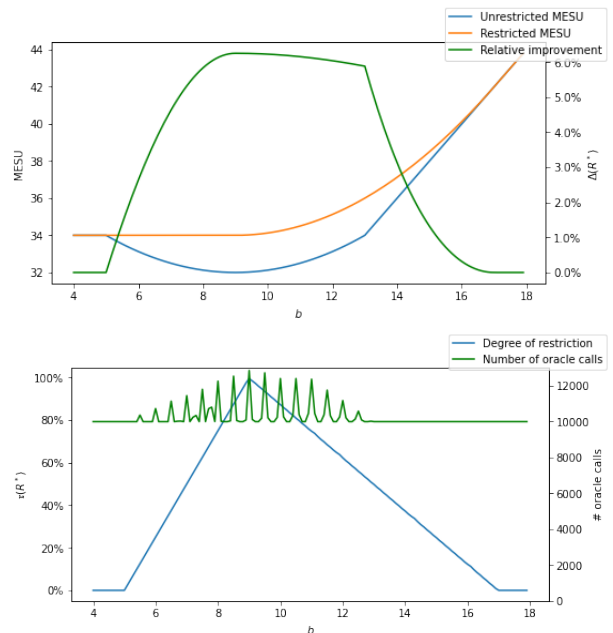 Unrestricted MESU
Restricted MESU
Relative improvement
44
42
40
38
36
34
32
MESU
6.0%
5.0%
4.0%
3.0%
2.0%
1.0%
0.0%
Δ(R*)
4 6 8 10 12 14 16 18
b
Degree of restriction
Number of oracle calls
100%
80%
60%
40%
20%
0%
𝔯(R*)
12000
10000
8000
6000
4000
2000
0
# oracle calls
4 6 8 10 12 14 16 18
b